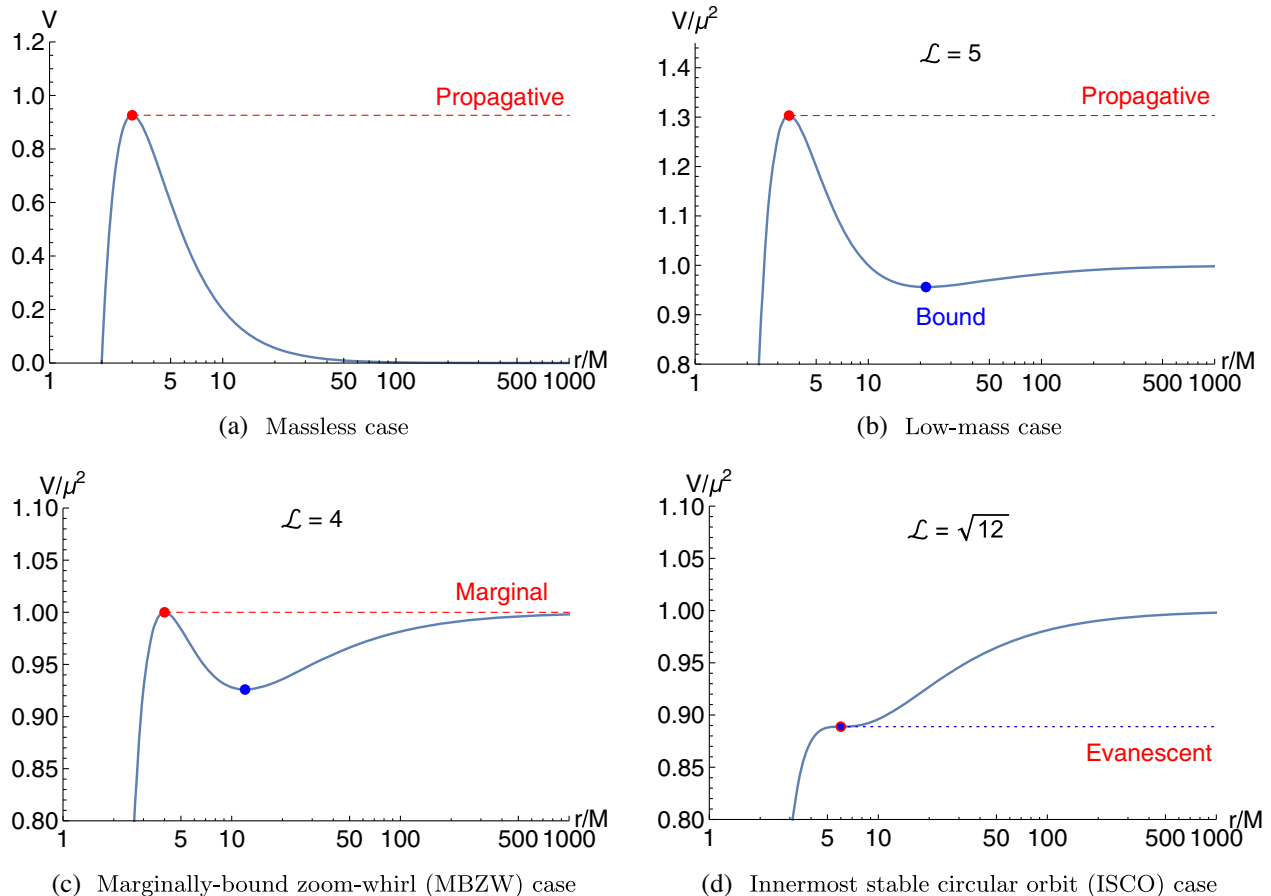 V
1.2
1.0
Propagative
0.8
0.6
0.4
0.2
0.0
1 5 10 50 100 500 1000
r/M
(a) Massless case
V/μ²
ℒ = 5
1.4
Propagative
1.3
1.2
1.1
1.0
0.9
Bound
0.8
1 5 10 50 100 500 1000
r/M
(b) Low-mass case
V/μ²
1.10
ℒ = 4
1.05
Marginal
1.00
0.95
0.90
0.85
0.80
1 5 10 50 100 500 1000
r/M
(c) Marginally-bound zoom-whirl (MBZW) case
V/μ²
1.10
ℒ = √12
1.05
1.00
0.95
0.90
Evanescent
0.85
0.80
1 5 10 50 100 500 1000
r/M
(d) Innermost stable circular orbit (ISCO) case